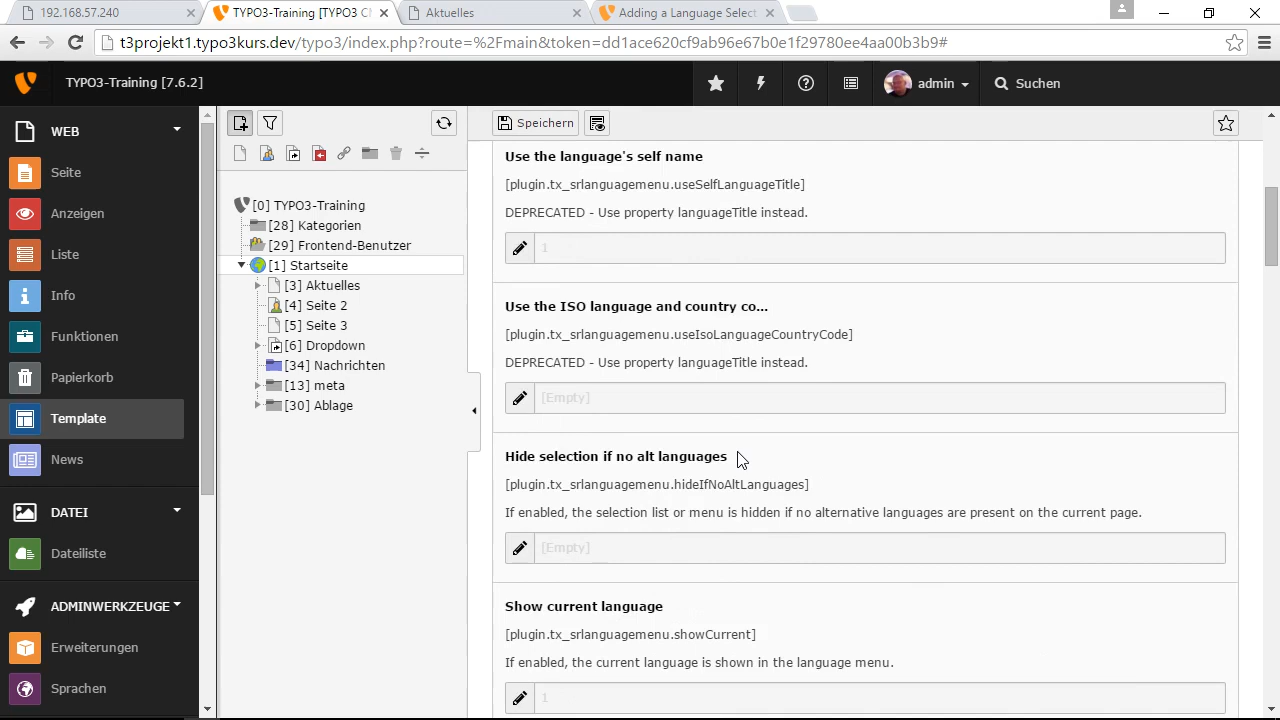 192.168.57.240
TYPO3-Training [TYPO3 C
Aktuelles
Adding a Language Select
t3projekt1.typo3kurs.dev/typo3/index.php?route=%2Fmain&token=dd1ace620cf9ab96e67b0e1f29780ee4aa00b3b9#
TYPO3-Training [7.6.2]
admin
Suchen
WEB
Seite
Anzeigen
Liste
Info
Funktionen
Papierkorb
Template
News
DATEI
Dateiliste
ADMINWERKZEUGE
Erweiterungen
Sprachen
[0] TYPO3-Training
[28] Kategorien
[29] Frontend-Benutzer
[1] Startseite
[3] Aktuelles
[4] Seite 2
[5] Seite 3
[6] Dropdown
[34] Nachrichten
[13] meta
[30] Ablage
Speichern
Use the language's self name
[plugin.tx_srlanguagemenu.useSelfLanguageTitle]
DEPRECATED - Use property languageTitle instead.
1
Use the ISO language and country co...
[plugin.tx_srlanguagemenu.useIsoLanguageCountryCode]
DEPRECATED - Use property languageTitle instead.
[Empty]
Hide selection if no alt languages
[plugin.tx_srlanguagemenu.hideIfNoAltLanguages]
If enabled, the selection list or menu is hidden if no alternative languages are present on the current page.
[Empty]
Show current language
[plugin.tx_srlanguagemenu.showCurrent]
If enabled, the current language is shown in the language menu.
1